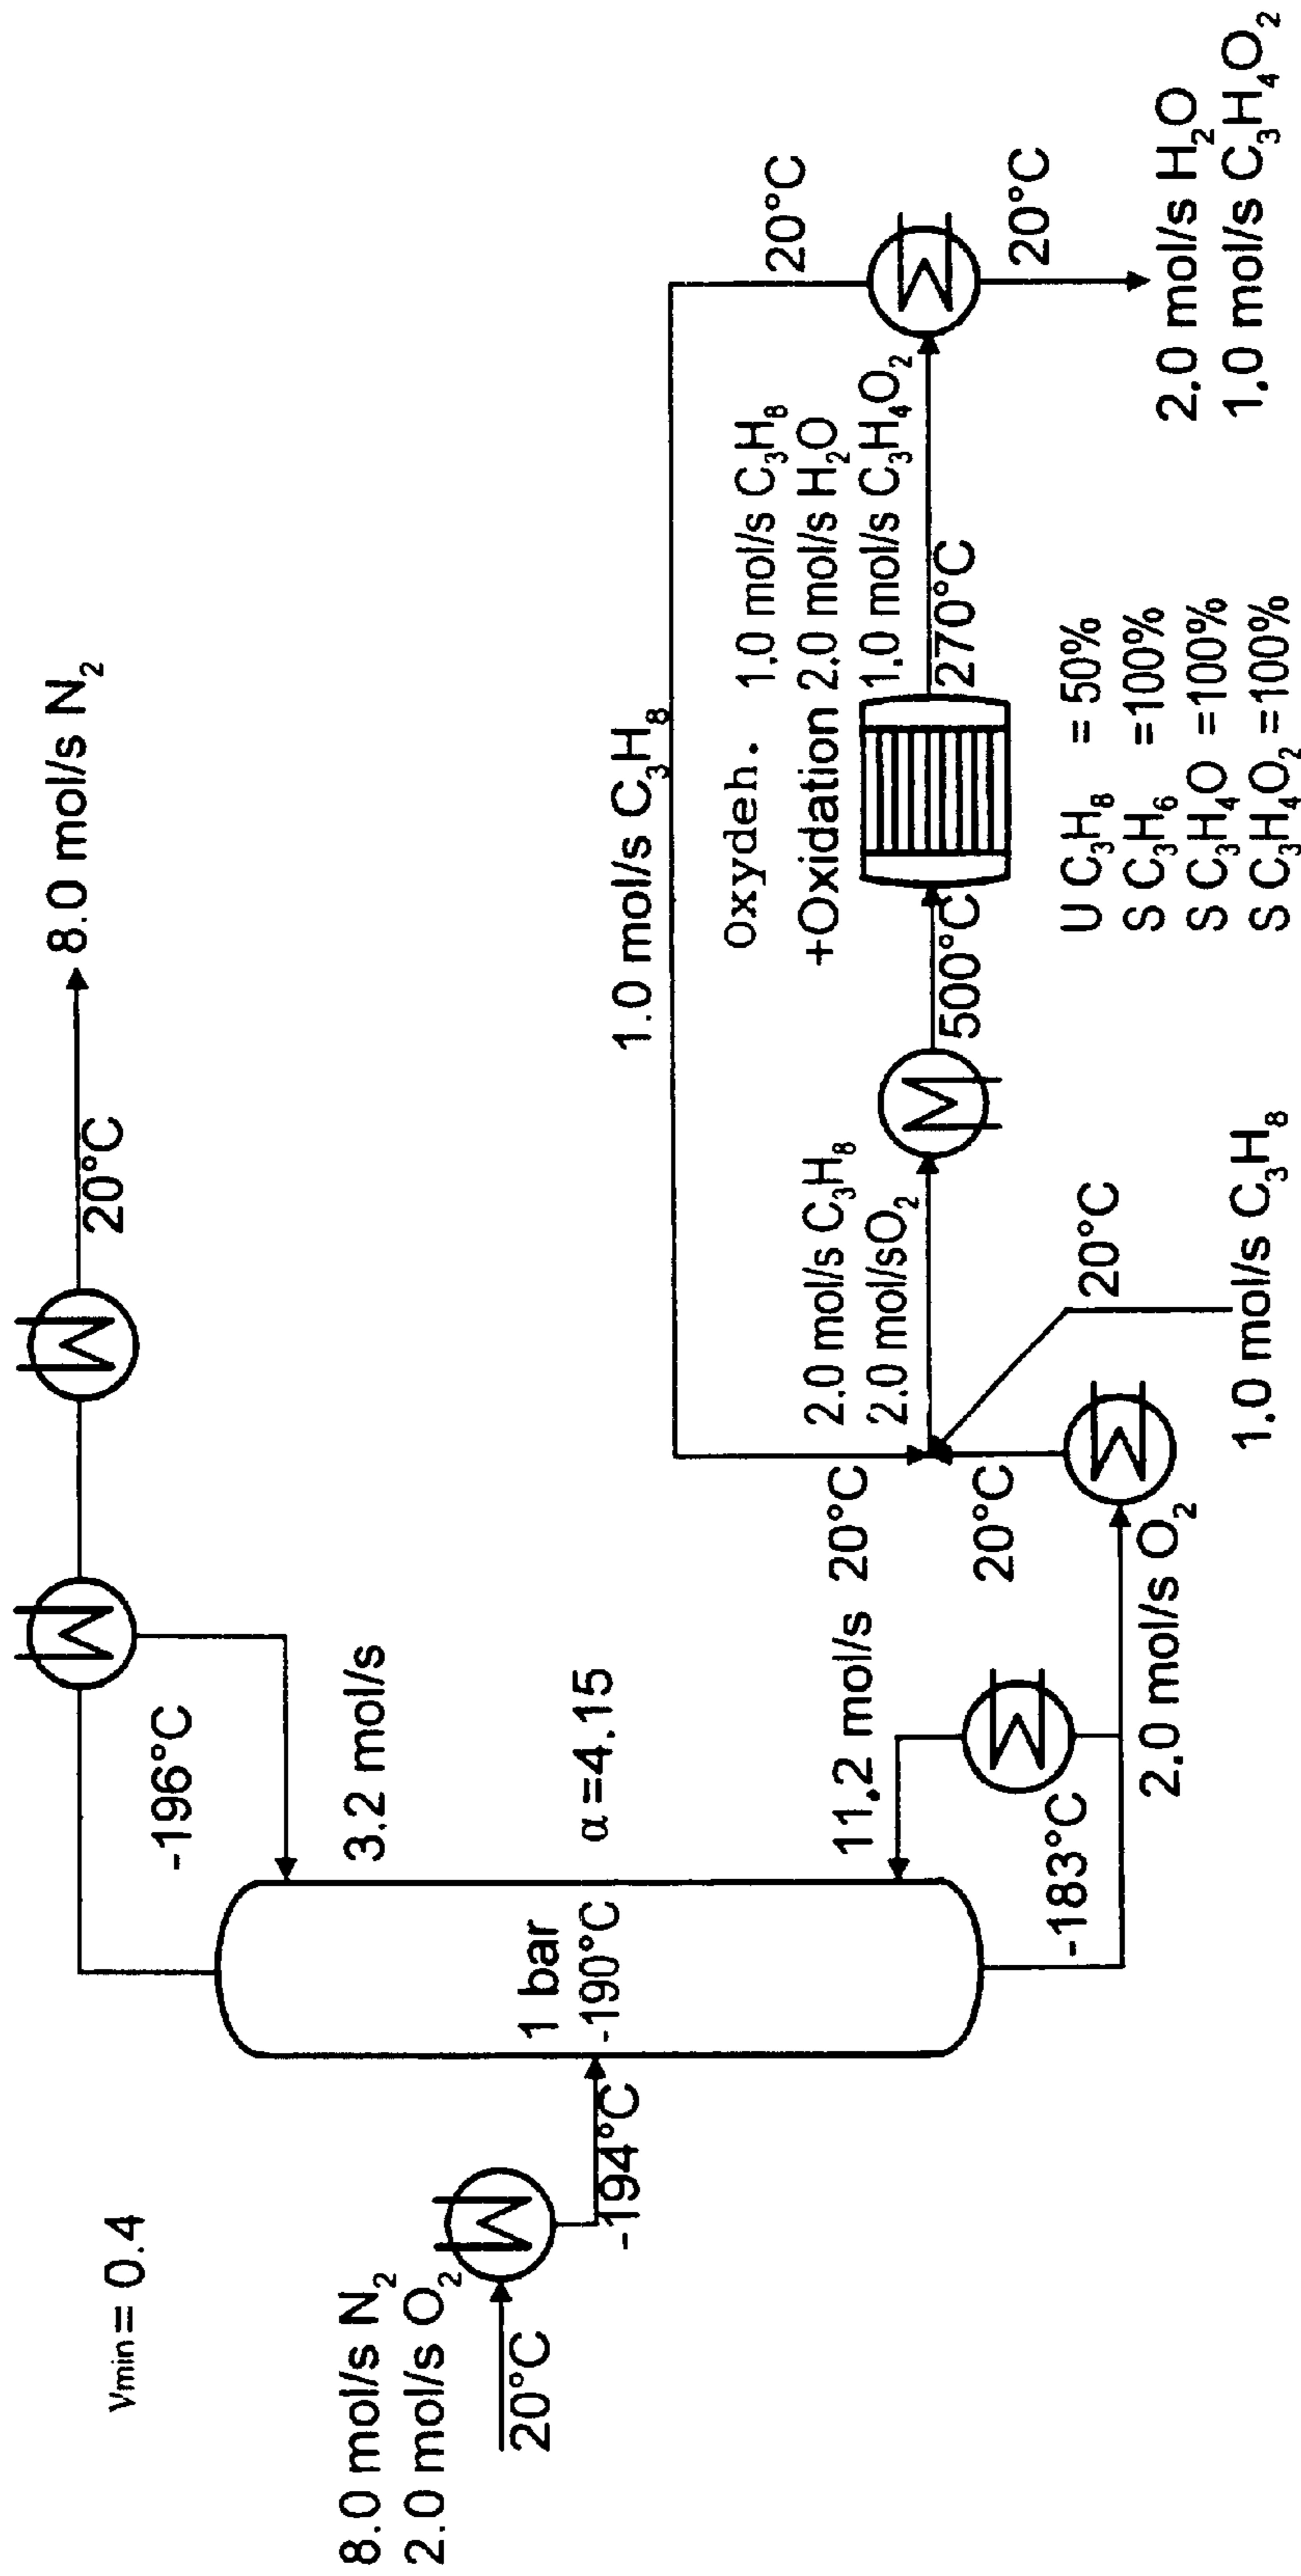 νmin = 0.4
8.0 mol/s N2
2.0 mol/s O2
20°C
-194°C
1 bar
-190°C
α =4.15
-196°C
3.2 mol/s
20°C
8.0 mol/s N2
11.2 mol/s
-183°C
2.0 mol/s O2
20°C
20°C
20°C
1.0 mol/s C3H8
2.0 mol/s C3H8
2.0 mol/sO2
1.0 mol/s C3H8
500°C
Oxydeh.
+Oxidation
1.0 mol/s C3H8
2.0 mol/s H2O
1.0 mol/s C3H4O2
270°C
U C3H8 = 50%
S C3H6 =100%
S C3H4O =100%
S C3H4O2 =100%
20°C
20°C
2.0 mol/s H2O
1.0 mol/s C3H4O2